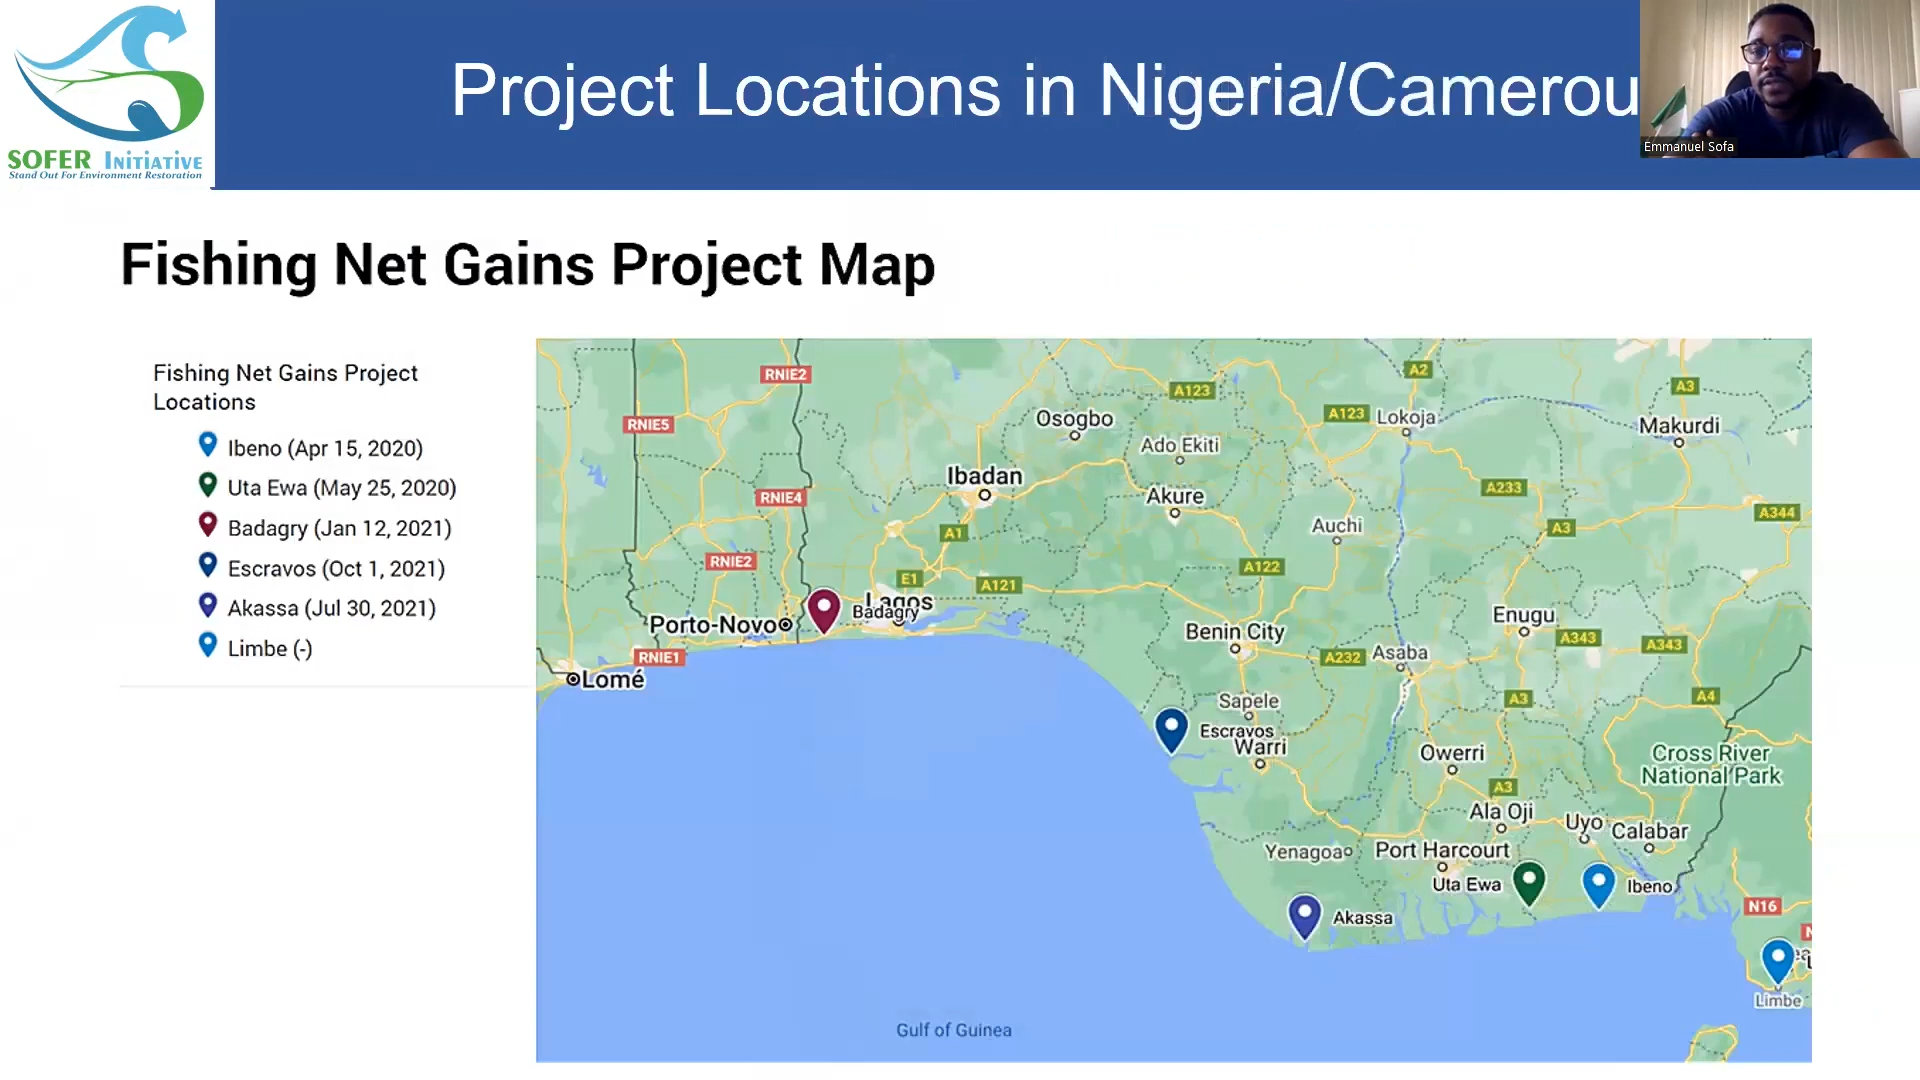 SOFER INITIATIVE
Stand Out For Environment Restoration
Project Locations in Nigeria/Camerou
Emmanuel Sofa
Fishing Net Gains Project Map
Fishing Net Gains Project
Locations
Ibeno (Apr 15, 2020)
Uta Ewa (May 25, 2020)
Badagry (Jan 12, 2021)
Escravos (Oct 1, 2021)
Akassa (Jul 30, 2021)
Limbe (-)
RNIE2
A2
A3
A123
RNIE5
Osogbo
A123
Lokoja
Makurdi
Ado Ekiti
Ibadan
RNIE4
Akure
A233
A344
Auchi
A3
A1
RNIE2
A122
E1
A121
Lagos
Badagry
Porto-Novo
Enugu
Benin City
A343
A343
RNIE1
A232
Asaba
Lomé
A3
A4
Sapele
Escravos
Warri
Owerri
Cross River
National Park
A3
Ala Oji
Uyo
Calabar
Yenagoa
Port Harcourt
Uta Ewa
Ibeno
N16
Akassa
Limbe
Gulf of Guinea